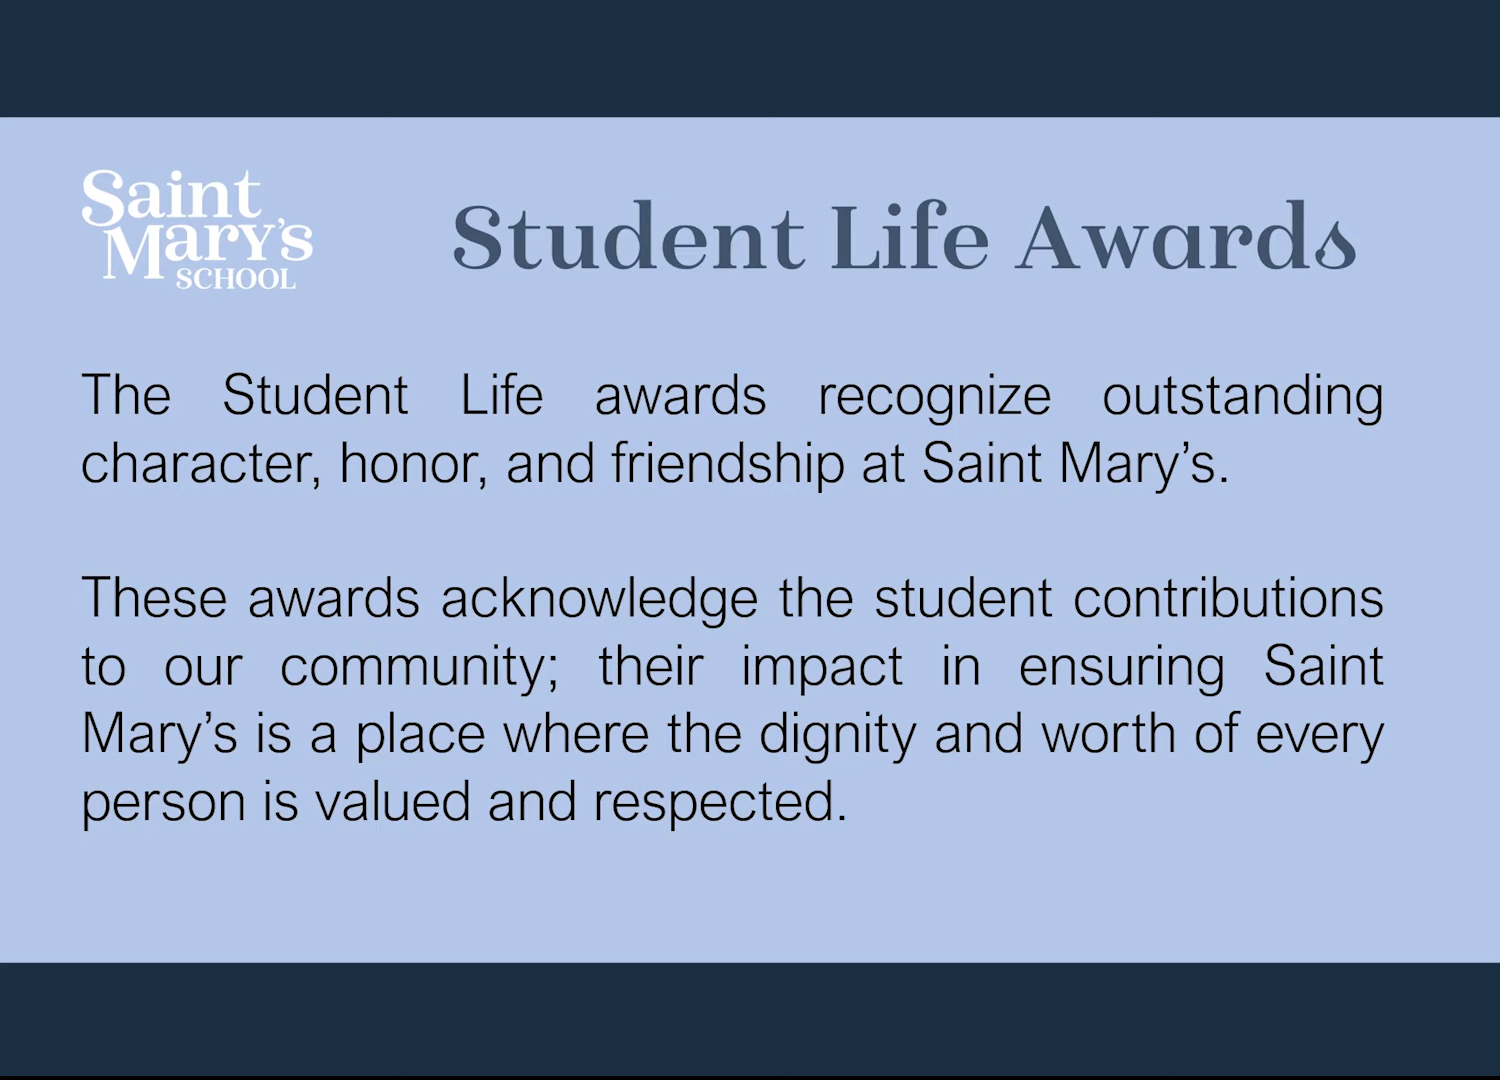 Saint
Mary's
SCHOOL
Student Life Awards
The Student Life awards recognize outstanding
character, honor, and friendship at Saint Mary’s.
These awards acknowledge the student contributions
to our community; their impact in ensuring Saint
Mary’s is a place where the dignity and worth of every
person is valued and respected.